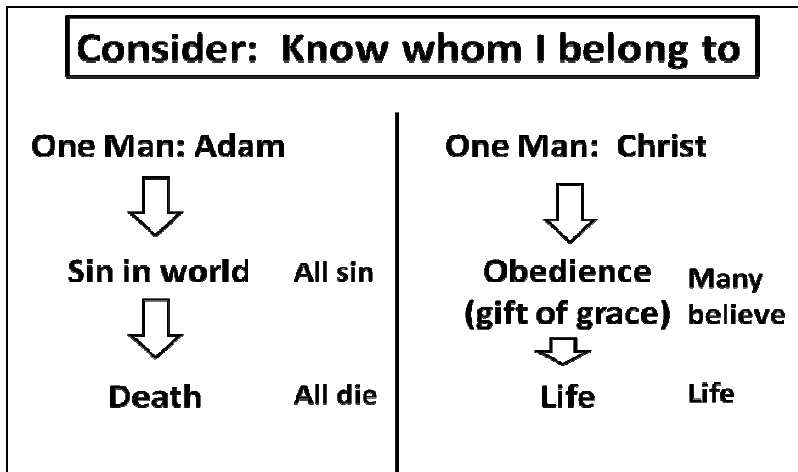 Consider: Know whom I belong to
One Man: Adam
Sin in world All sin
Death All die
One Man: Christ
Obedience
(gift of grace)
Many
believe
Life Life